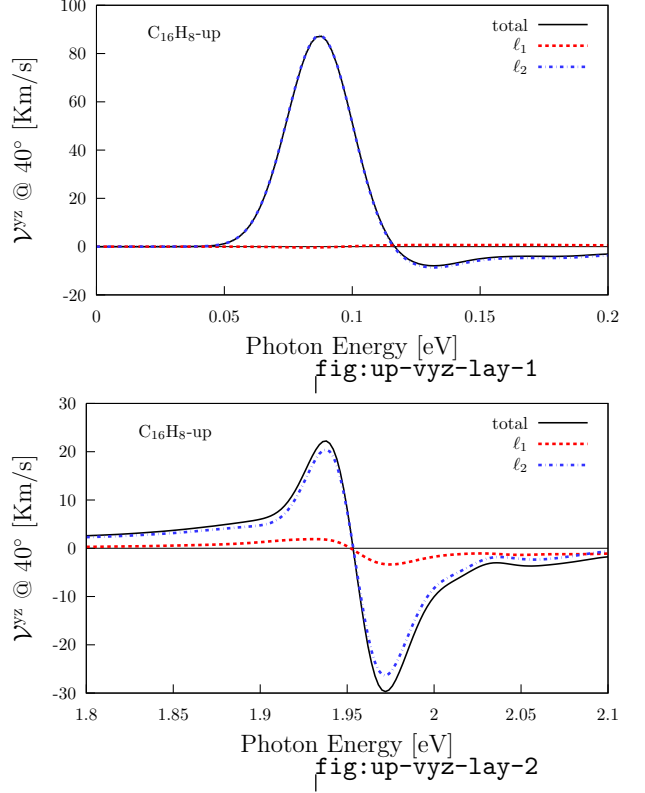 100
80
60
40
20
0
-20
0
0.05
0.1
0.15
0.2
𝒱ʸᶻ @ 40° [Km/s]
C₁₆H₈-up
total
ℓ₁
ℓ₂
Photon Energy [eV]
fig:up-vyz-lay-1
30
20
10
0
-10
-20
-30
1.8
1.85
1.9
1.95
2
2.05
2.1
𝒱ʸᶻ @ 40° [Km/s]
C₁₆H₈-up
total
ℓ₁
ℓ₂
Photon Energy [eV]
fig:up-vyz-lay-2